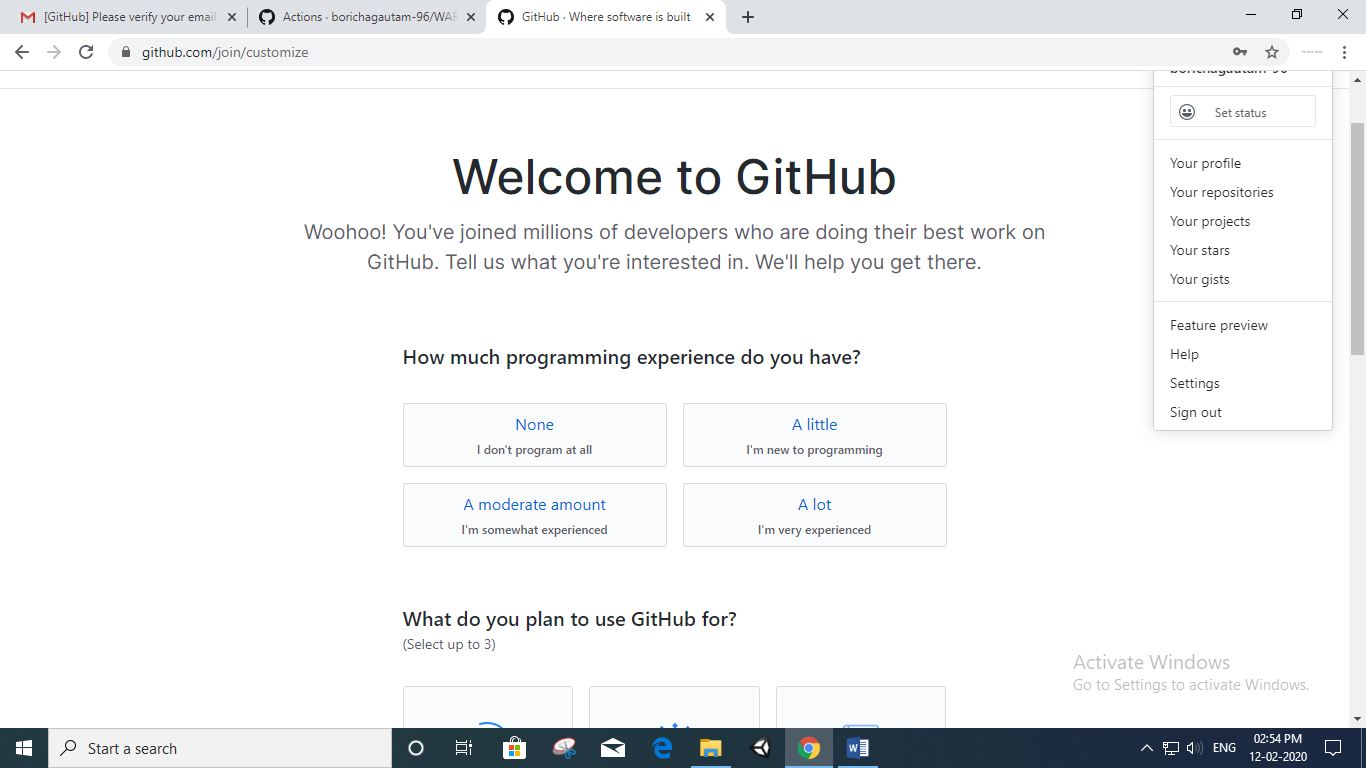 [GitHub] Please verify your email
Actions · borichagautam-96/WAR
GitHub · Where software is built
github.com/join/customize
borichagautam-96
Set status
Your profile
Your repositories
Your projects
Your stars
Your gists
Feature preview
Help
Settings
Sign out
Welcome to GitHub
Woohoo! You've joined millions of developers who are doing their best work on
GitHub. Tell us what you're interested in. We'll help you get there.
How much programming experience do you have?
None
I don't program at all
A little
I'm new to programming
A moderate amount
I'm somewhat experienced
A lot
I'm very experienced
What do you plan to use GitHub for?
(Select up to 3)
Activate Windows
Go to Settings to activate Windows.
Start a search
ENG
02:54 PM
12-02-2020